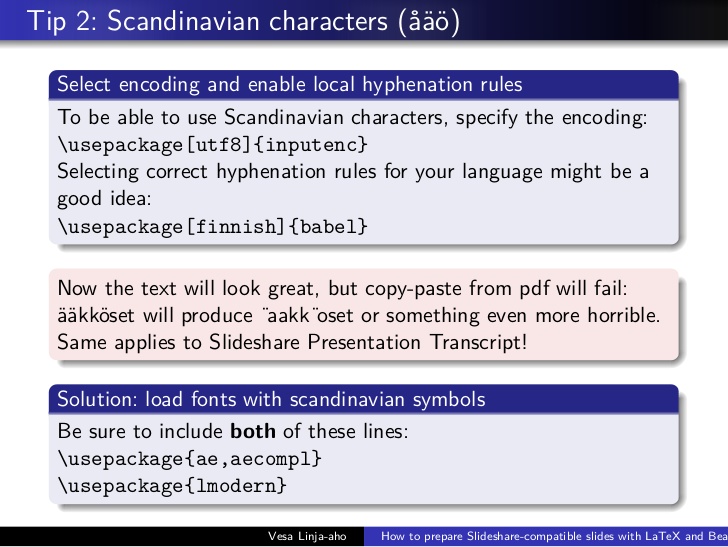 Tip 2: Scandinavian characters (åäö)
Select encoding and enable local hyphenation rules
To be able to use Scandinavian characters, specify the encoding:
\usepackage[utf8]{inputenc}
Selecting correct hyphenation rules for your language might be a
good idea:
\usepackage[finnish]{babel}
Now the text will look great, but copy-paste from pdf will fail:
ääkköset will produce ¨aakk¨oset or something even more horrible.
Same applies to Slideshare Presentation Transcript!
Solution: load fonts with scandinavian symbols
Be sure to include both of these lines:
\usepackage{ae,aecompl}
\usepackage{lmodern}
Vesa Linja-aho How to prepare Slideshare-compatible slides with LaTeX and Bea